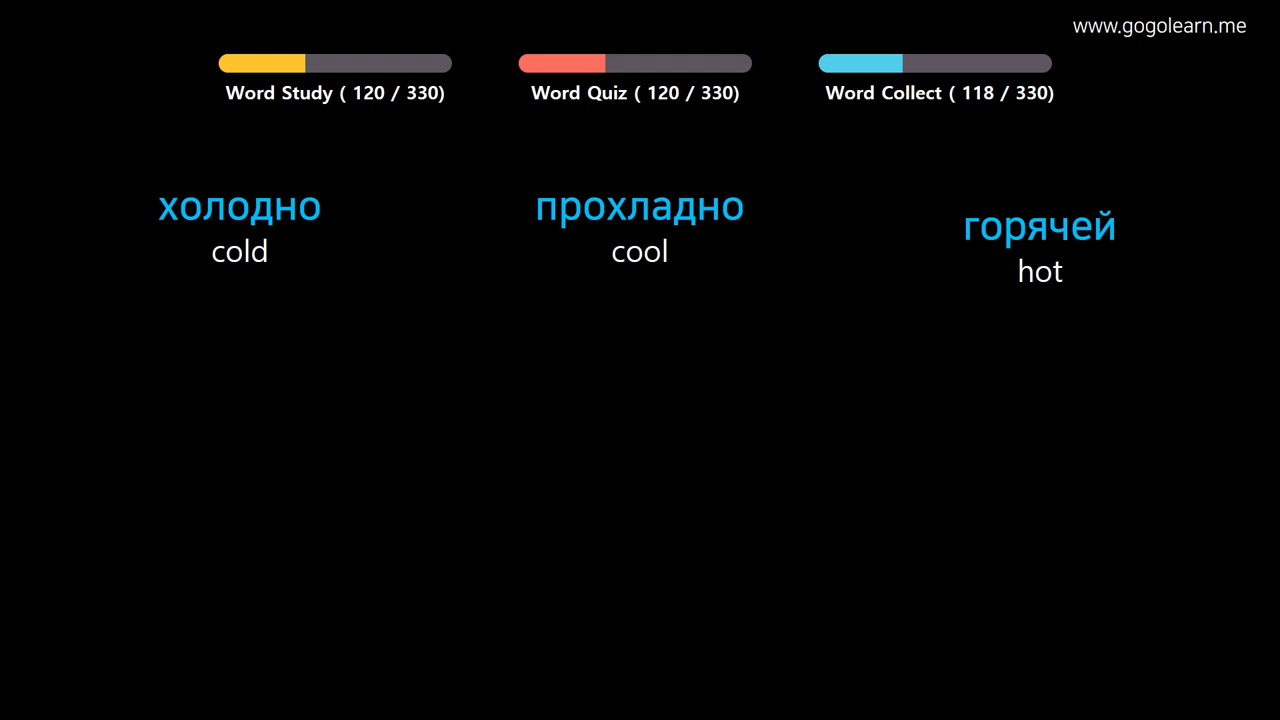 www.gogolearn.me
Word Study ( 120 / 330)
Word Quiz ( 120 / 330)
Word Collect ( 118 / 330)
холодно
cold
прохладно
cool
горячей
hot